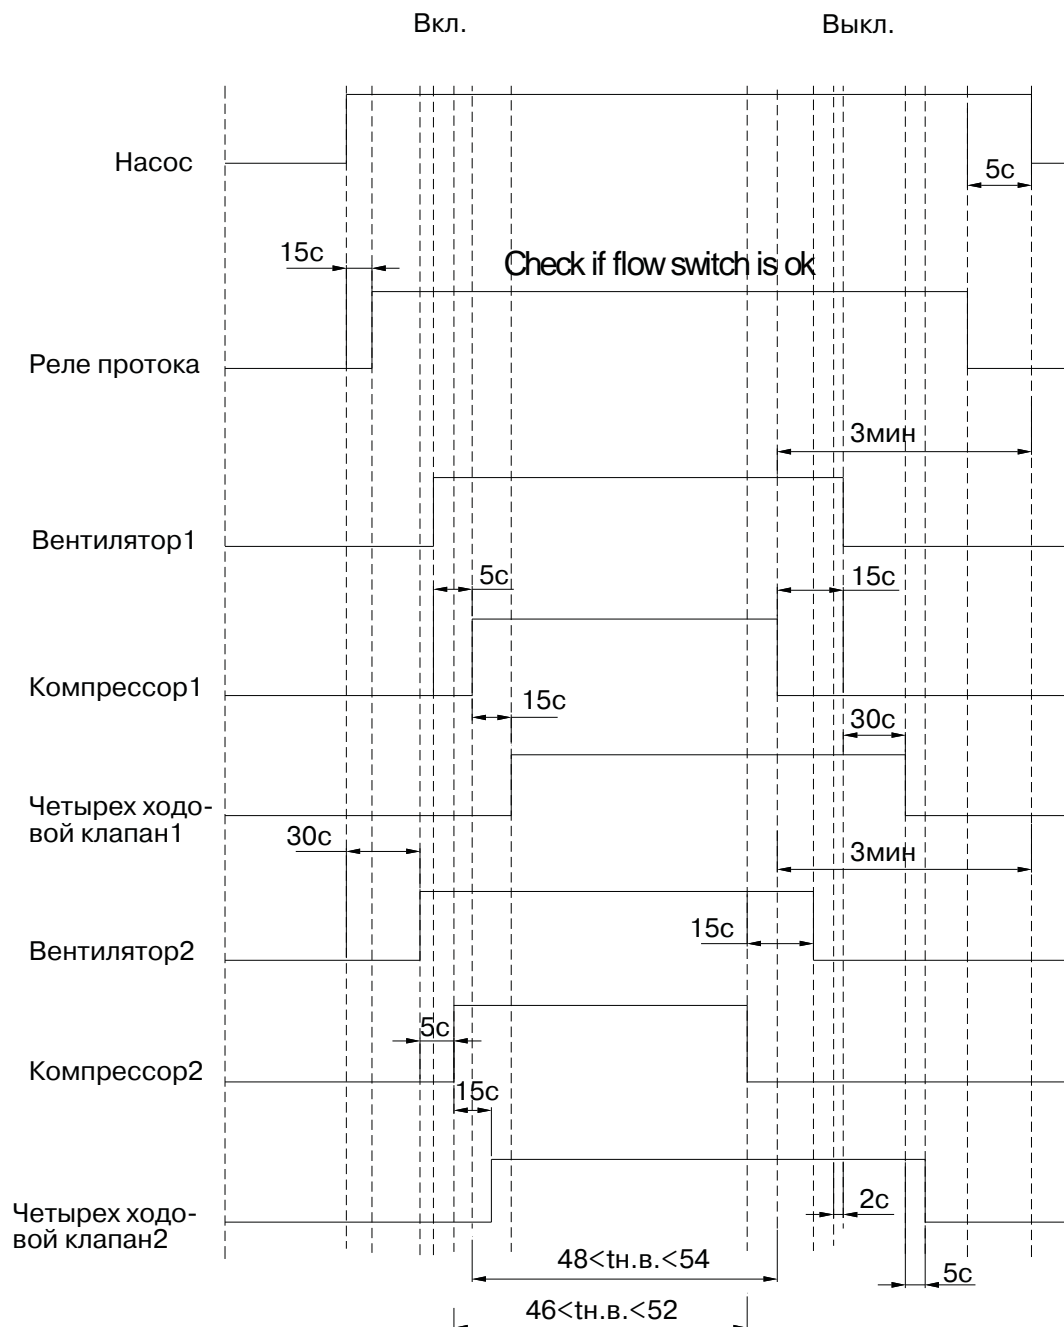 Вкл.
Выкл.
Насос
5с
15с
Check if flow switch is ok
Реле протока
3мин
Вентилятор1
5с
15с
Компрессор1
15с
30с
Четырех ходо-
вой клапан1
30с
3мин
15с
Вентилятор2
5с
Компрессор2
15с
2с
Четырех ходо-
вой клапан2
48<tн.в.<54
5с
46<tн.в.<52